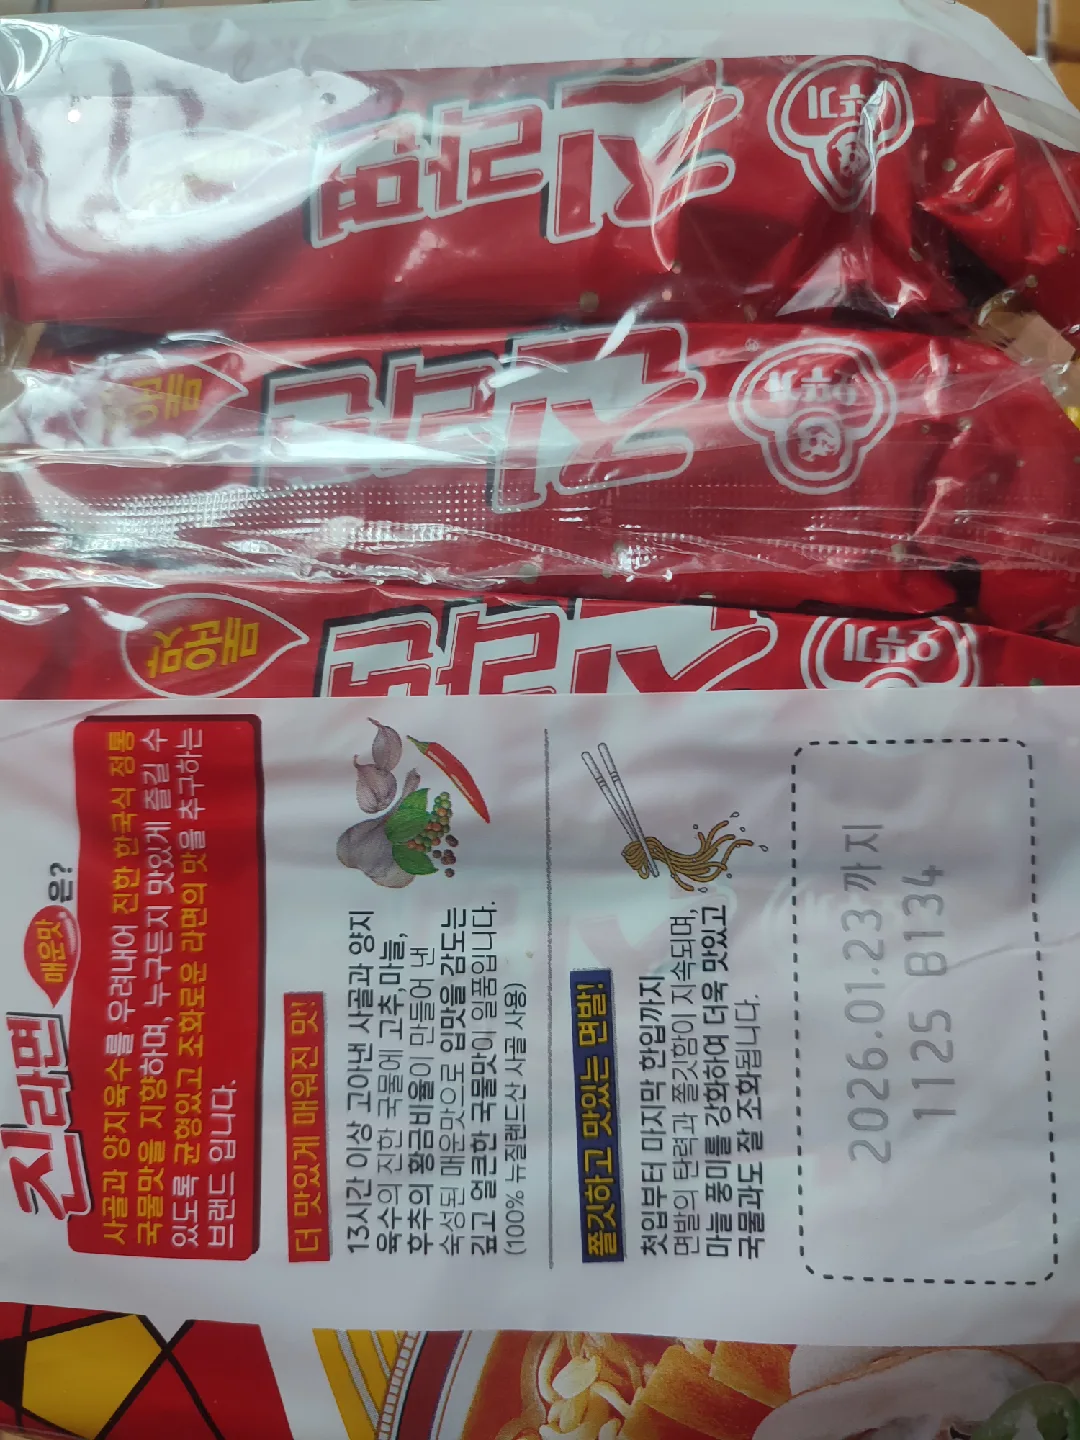 진라면
오뚜기
진라면
순한맛
오뚜기
진라면
순한맛
오뚜기
진라면 매운맛 은?
사골과 양지육수를 우려내어 진한 한국식 정통
국물맛을 지향하며, 누구든지 맛있게 즐길 수
있도록 균형있고 조화로운 라면의 맛을 추구하는
브랜드 입니다.
더 맛있게 매워진 맛!
13시간 이상 고아낸 사골과 양지
육수의 진한 국물에 고추,마늘,
후추의 황금비율이 만들어 낸
숙성된 매운맛으로 입맛을 감도는
깊고 얼큰한 국물맛이 일품입니다.
(100% 뉴질랜드산 사골 사용)
쫄깃하고 맛있는 면발!
첫입부터 마지막 한입까지
면발의 탄력과 쫄깃함이 지속되며,
마늘 풍미를 강화하여 더욱 맛있고
국물과도 잘 조화됩니다.
2026.01.23까지
1125 B134